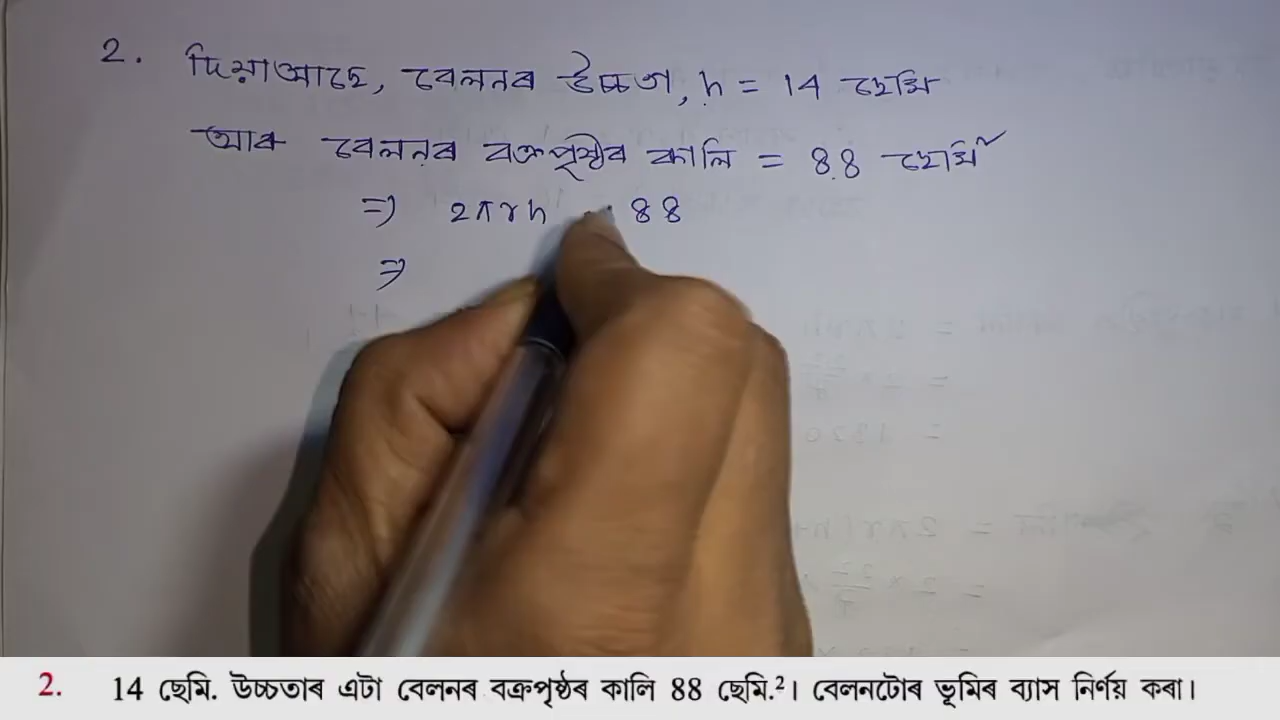 2. দিয়া আছে, বেলনৰ উচ্চতা, h = 14 ছেমি
আৰু বেলনৰ বক্ৰপৃষ্ঠৰ কালি = 88 ছেমি²
=> 2πrh = 88
=>
2. 14 ছেমি. উচ্চতাৰ এটা বেলনৰ বক্ৰপৃষ্ঠৰ কালি 88 ছেমি.²। বেলনটোৰ ভূমিৰ ব্যাস নিৰ্ণয় কৰা।